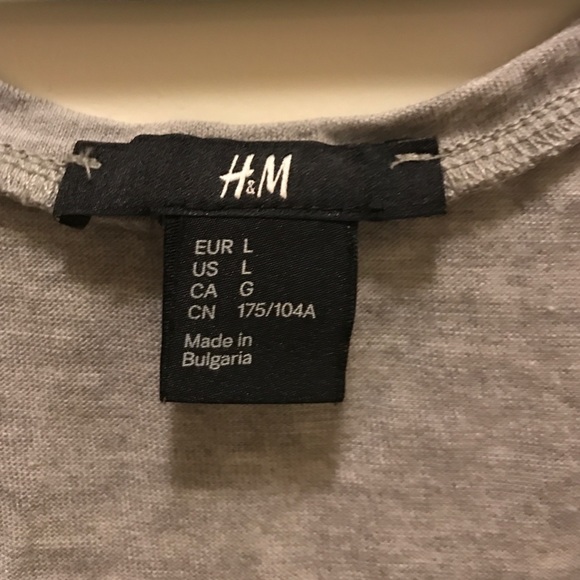 H&M
EUR L
US L
CA G
CN 175/104A
Made in
Bulgaria